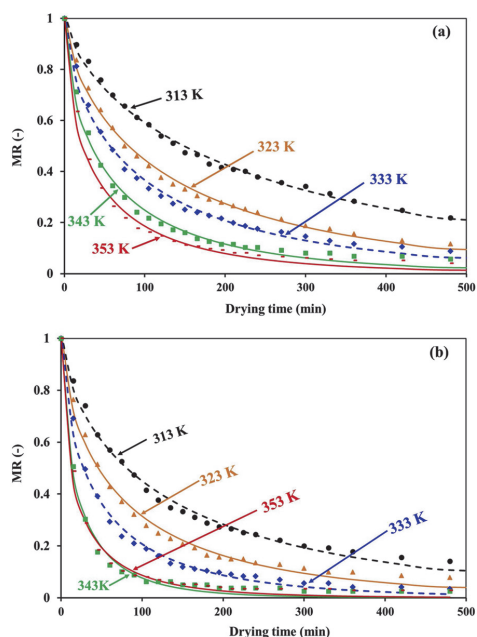 (a)
1
0.8
0.6
0.4
0.2
0
MR (-)
313 K
323 K
333 K
343 K
353 K
0 100 200 300 400 500
Drying time (min)
(b)
1
0.8
0.6
0.4
0.2
0
MR (-)
313 K
323 K
353 K
333 K
343K
0 100 200 300 400 500
Drying time (min)